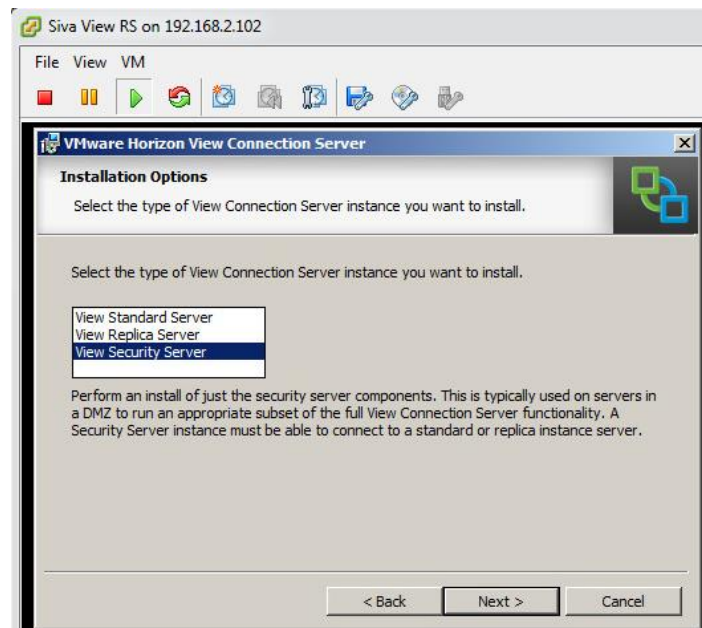 Siva View RS on 192.168.2.102
File View VM
VMware Horizon View Connection Server
Installation Options
Select the type of View Connection Server instance you want to install.
Select the type of View Connection Server instance you want to install.
View Standard Server
View Replica Server
View Security Server
Perform an install of just the security server components. This is typically used on servers in
a DMZ to run an appropriate subset of the full View Connection Server functionality. A
Security Server instance must be able to connect to a standard or replica instance server.
< Back Next > Cancel